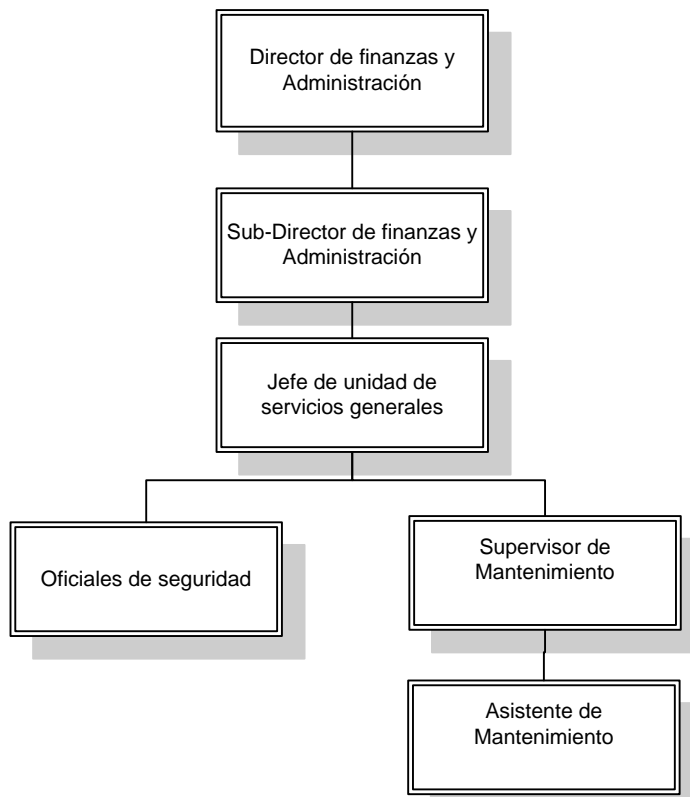 Director de finanzas y
Administración
Sub-Director de finanzas y
Administración
Jefe de unidad de
servicios generales
Oficiales de seguridad
Supervisor de
Mantenimiento
Asistente de
Mantenimiento